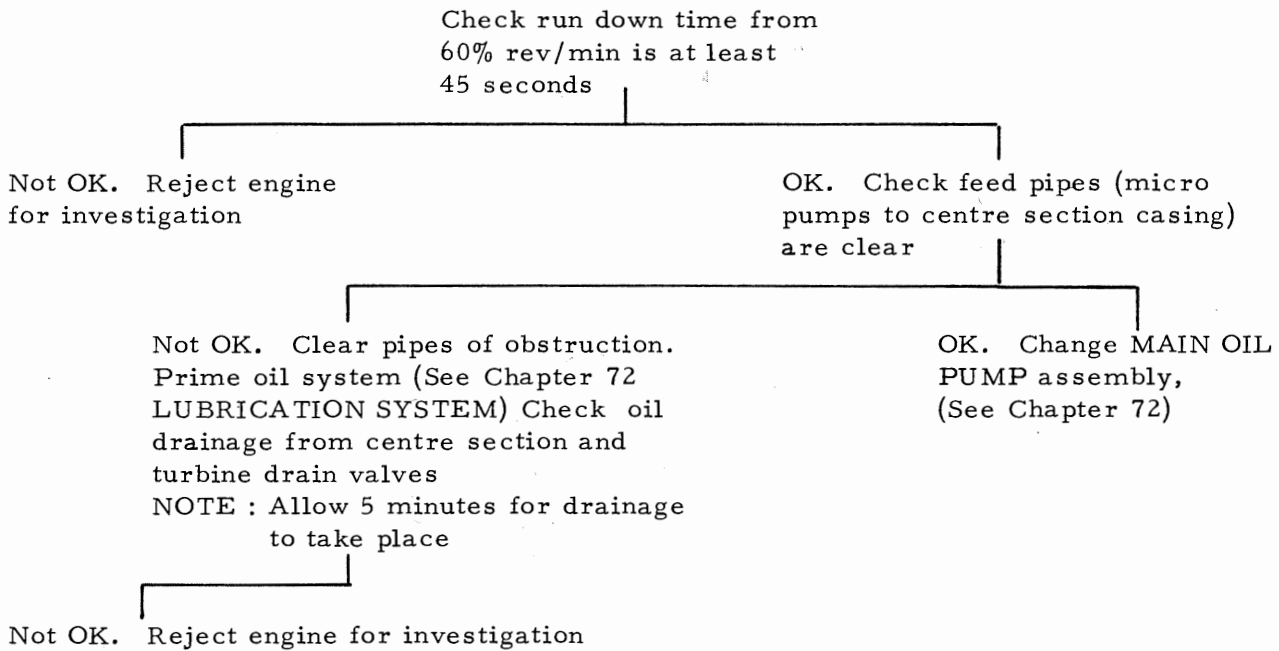 Check run down time from
60% rev/min is at least
45 seconds
Not OK. Reject engine
for investigation
OK. Check feed pipes (micro
pumps to centre section casing)
are clear
Not OK. Clear pipes of obstruction.
Prime oil system (See Chapter 72
LUBRICATION SYSTEM) Check oil
drainage from centre section and
turbine drain valves
NOTE : Allow 5 minutes for drainage
to take place
OK. Change MAIN OIL
PUMP assembly,
(See Chapter 72)
Not OK. Reject engine for investigation